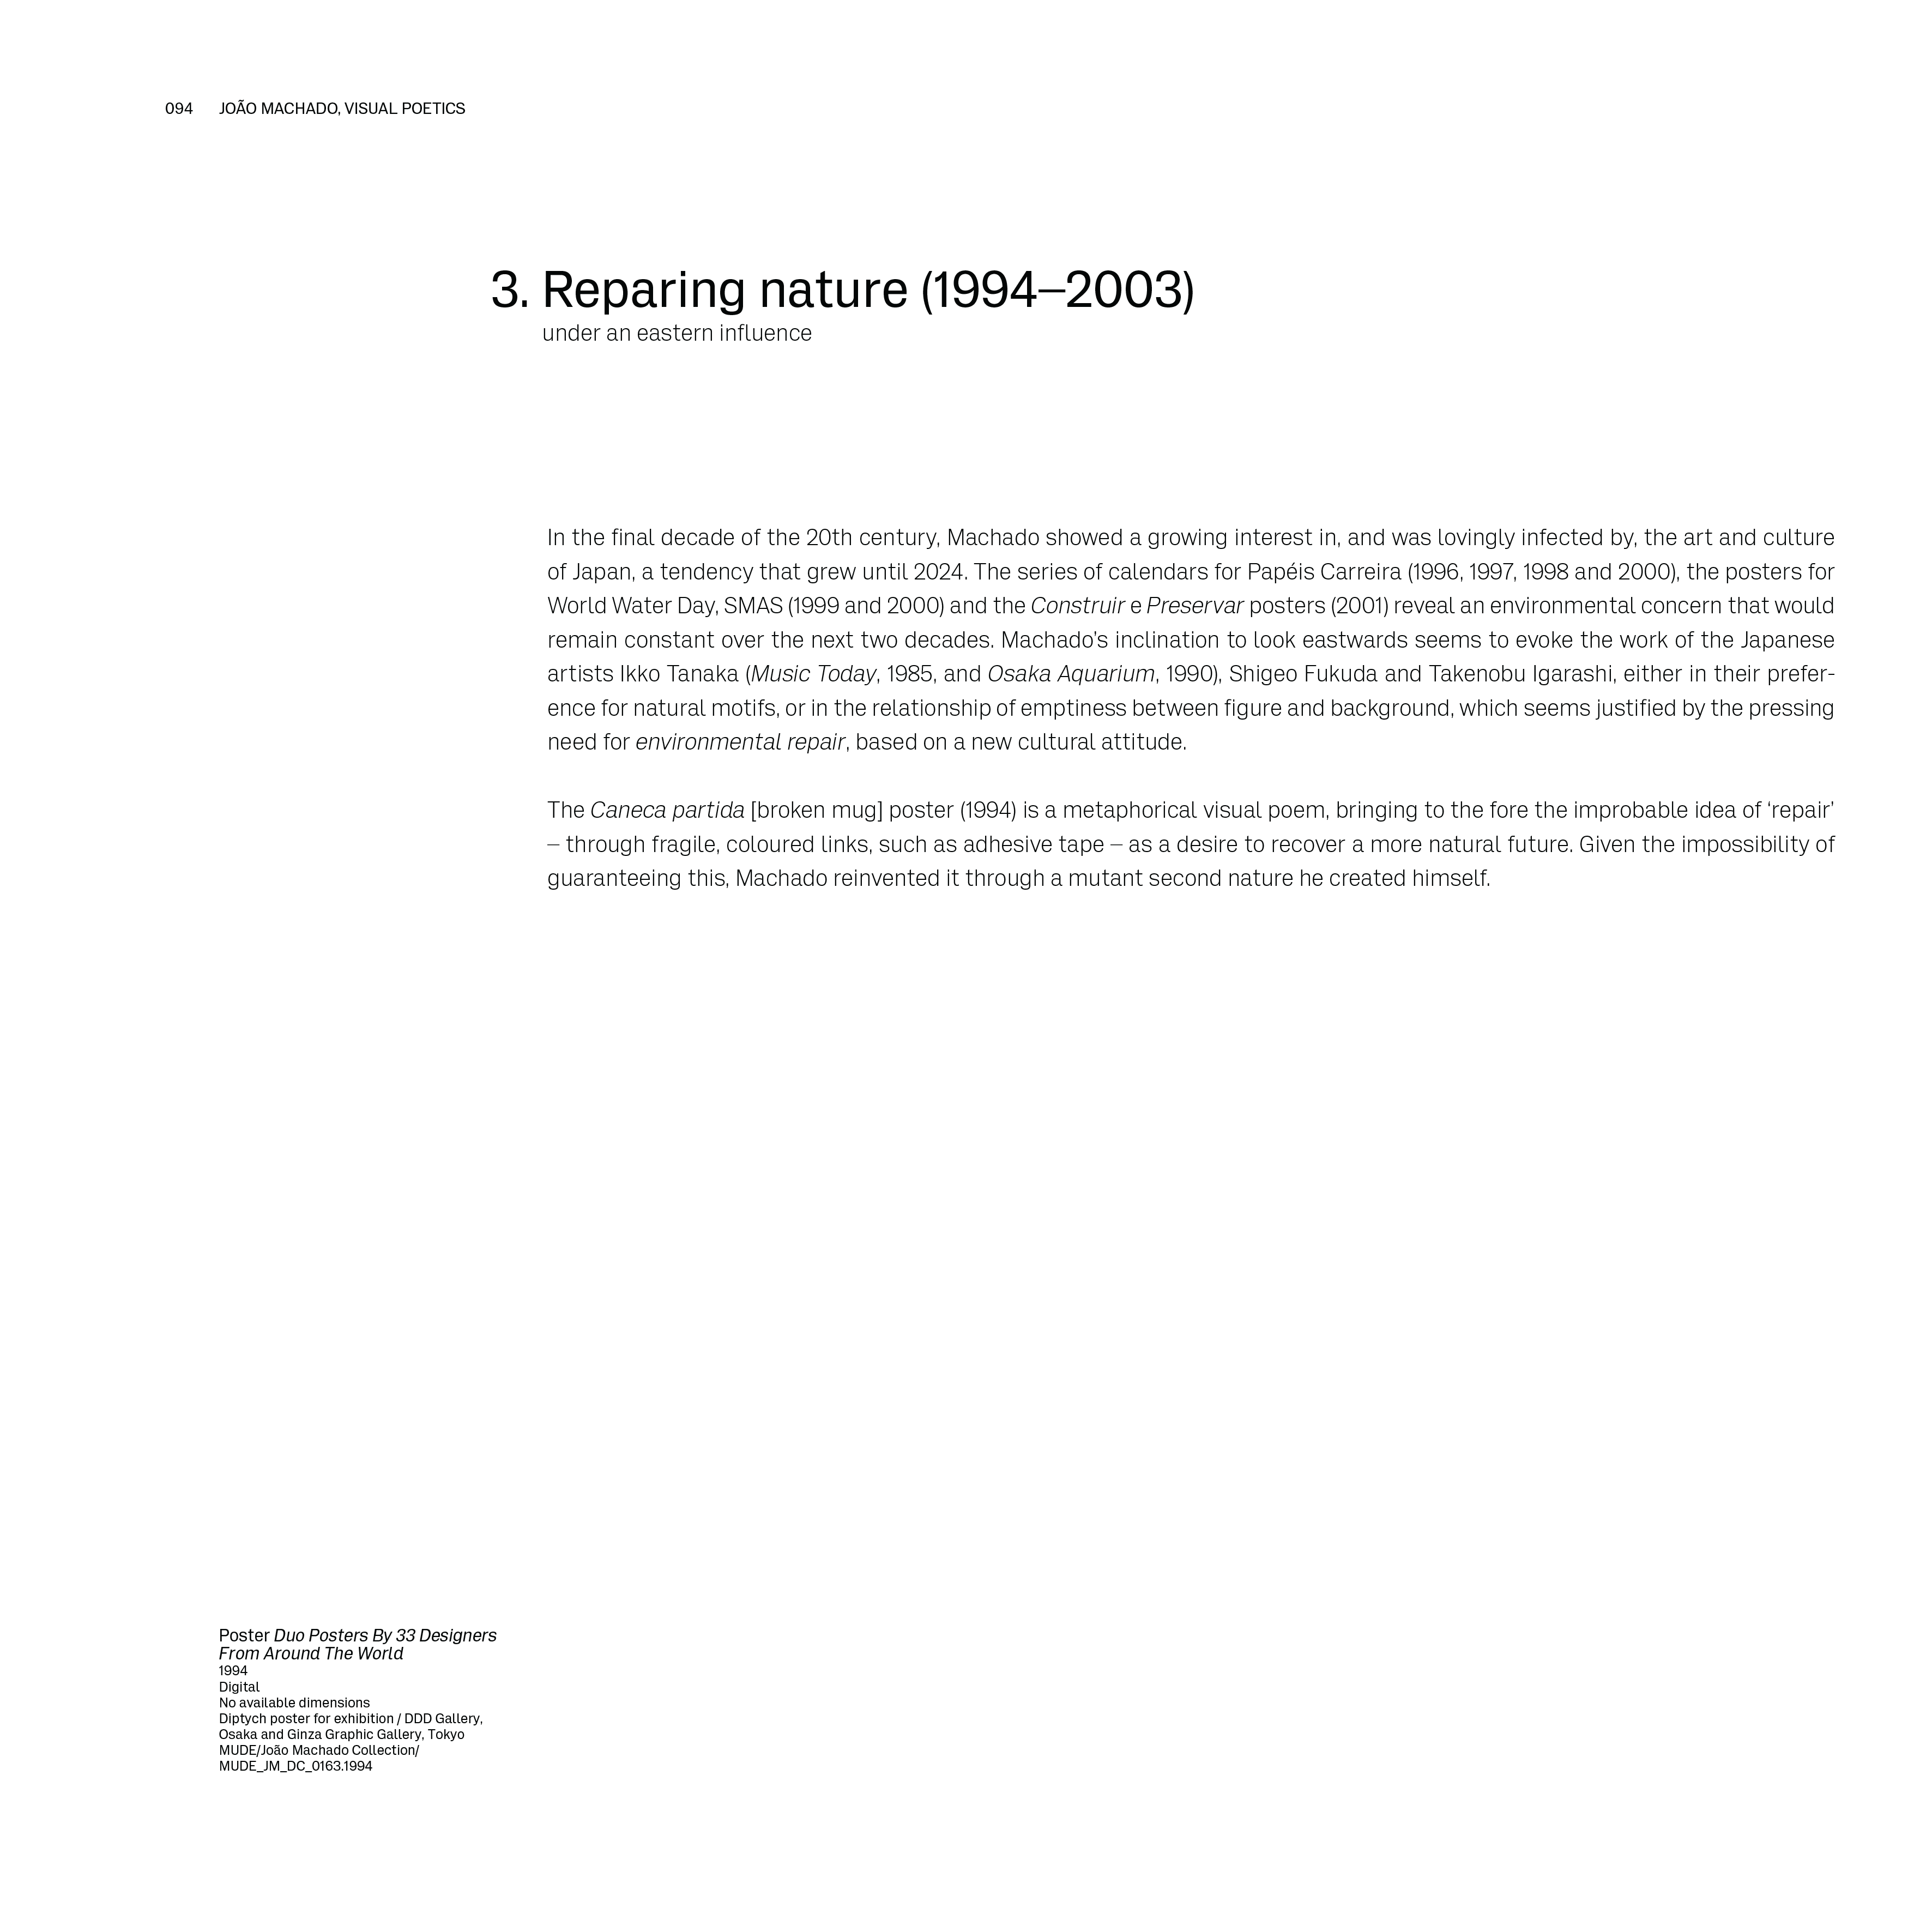 094 JOÃO MACHADO, VISUAL POETICS
3. Reparing nature (1994–2003)
under an eastern influence
In the final decade of the 20th century, Machado showed a growing interest in, and was lovingly infected by, the art and culture
of Japan, a tendency that grew until 2024. The series of calendars for Papéis Carreira (1996, 1997, 1998 and 2000), the posters for
World Water Day, SMAS (1999 and 2000) and the Construir e Preservar posters (2001) reveal an environmental concern that would
remain constant over the next two decades. Machado’s inclination to look eastwards seems to evoke the work of the Japanese
artists Ikko Tanaka (Music Today, 1985, and Osaka Aquarium, 1990), Shigeo Fukuda and Takenobu Igarashi, either in their prefer-
ence for natural motifs, or in the relationship of emptiness between figure and background, which seems justified by the pressing
need for environmental repair, based on a new cultural attitude.
The Caneca partida [broken mug] poster (1994) is a metaphorical visual poem, bringing to the fore the improbable idea of ‘repair’
– through fragile, coloured links, such as adhesive tape – as a desire to recover a more natural future. Given the impossibility of
guaranteeing this, Machado reinvented it through a mutant second nature he created himself.
Poster Duo Posters By 33 Designers
From Around The World
1994
Digital
No available dimensions
Diptych poster for exhibition / DDD Gallery,
Osaka and Ginza Graphic Gallery, Tokyo
MUDE/João Machado Collection/
MUDE_JM_DC_0163.1994